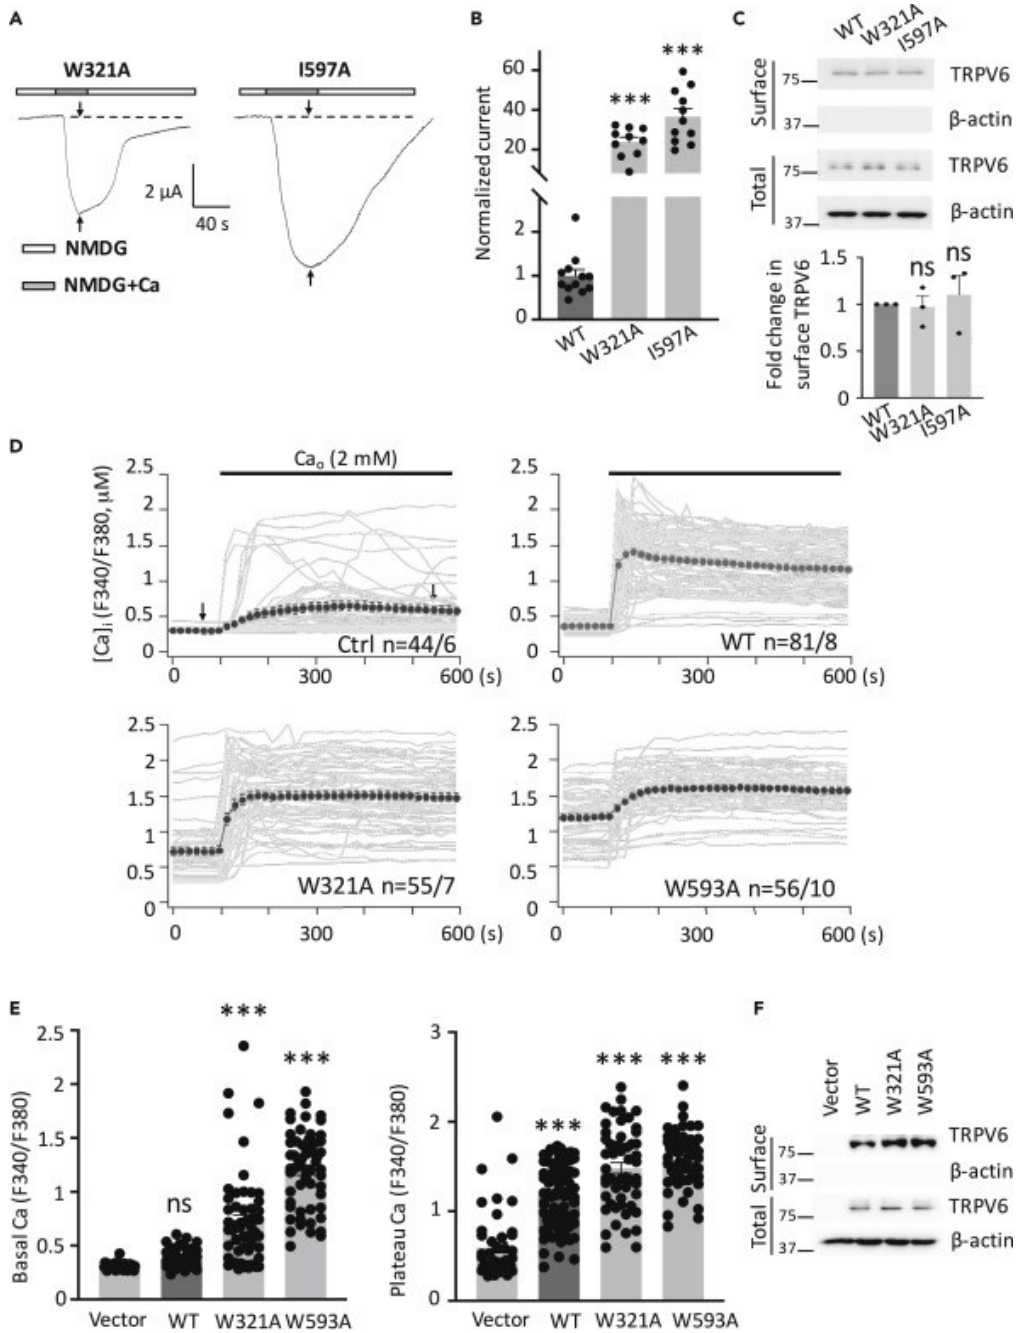 A
W321A
I597A
2 µA
40 s
NMDG
NMDG+Ca
B
Normalized current
60
40
20
2
1
0
***
***
WT
W321A
I597A
C
WT
W321A
I597A
Surface
75
TRPV6
37
β-actin
Total
75
TRPV6
37
β-actin
Fold change in
surface TRPV6
1.5
1
0.5
0
ns
ns
WT
W321A
I597A
D
[Ca]i (F340/F380, µM)
2.5
2
1.5
1
0.5
0
Cao (2 mM)
Ctrl n=44/6
0
300
600 (s)
2.5
2
1.5
1
0.5
0
WT n=81/8
0
300
600 (s)
2.5
2
1.5
1
0.5
0
W321A n=55/7
0
300
600 (s)
2.5
2
1.5
1
0.5
0
W593A n=56/10
0
300
600 (s)
E
Basal Ca (F340/F380)
2.5
2
1.5
1
0.5
0
ns
***
***
Vector
WT
W321A
W593A
Plateau Ca (F340/F380)
3
2
1
0
***
***
***
Vector
WT
W321A
W593A
F
Vector
WT
W321A
W593A
Surface
75
TRPV6
37
β-actin
Total
75
TRPV6
37
β-actin